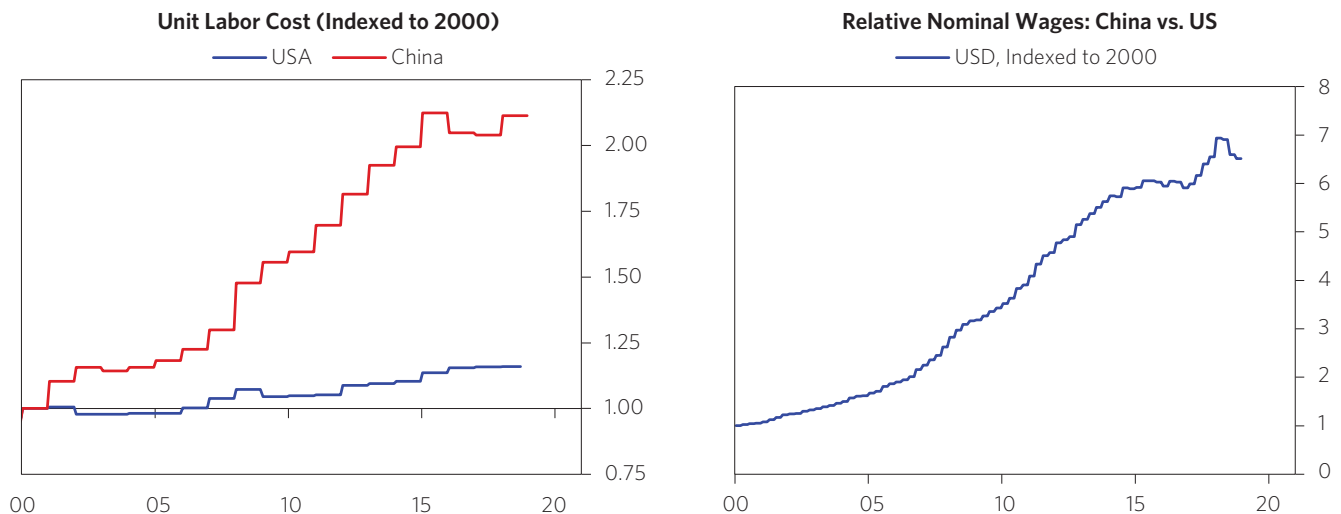 Unit Labor Cost (Indexed to 2000)
USA China
2.25
2.00
1.75
1.50
1.25
1.00
0.75
00 05 10 15 20
Relative Nominal Wages: China vs. US
USD, Indexed to 2000
8
7
6
5
4
3
2
1
0
00 05 10 15 20